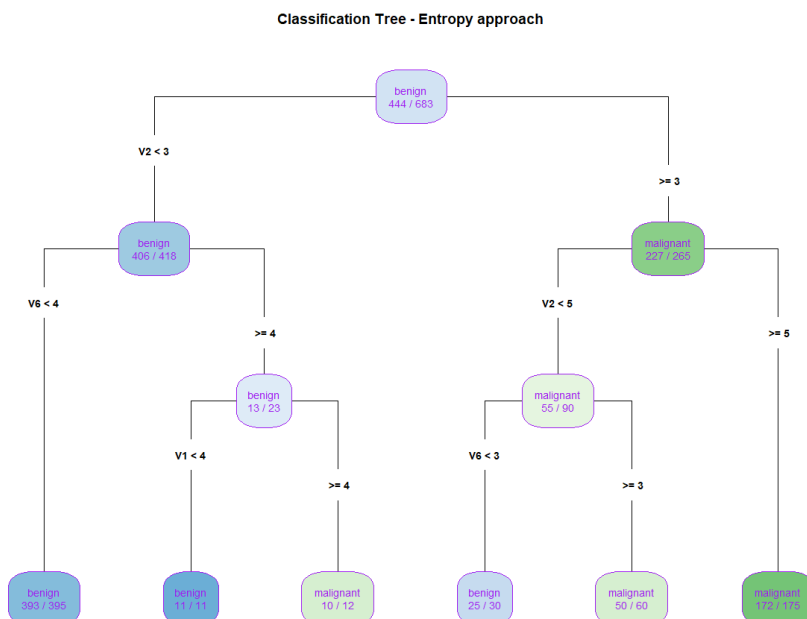 Classification Tree - Entropy approach
benign
444 / 683
V2 < 3
>= 3
benign
406 / 418
malignant
227 / 265
V6 < 4
>= 4
V2 < 5
>= 5
benign
13 / 23
malignant
55 / 90
V1 < 4
>= 4
V6 < 3
>= 3
benign
393 / 395
benign
11 / 11
malignant
10 / 12
benign
25 / 30
malignant
50 / 60
malignant
172 / 175